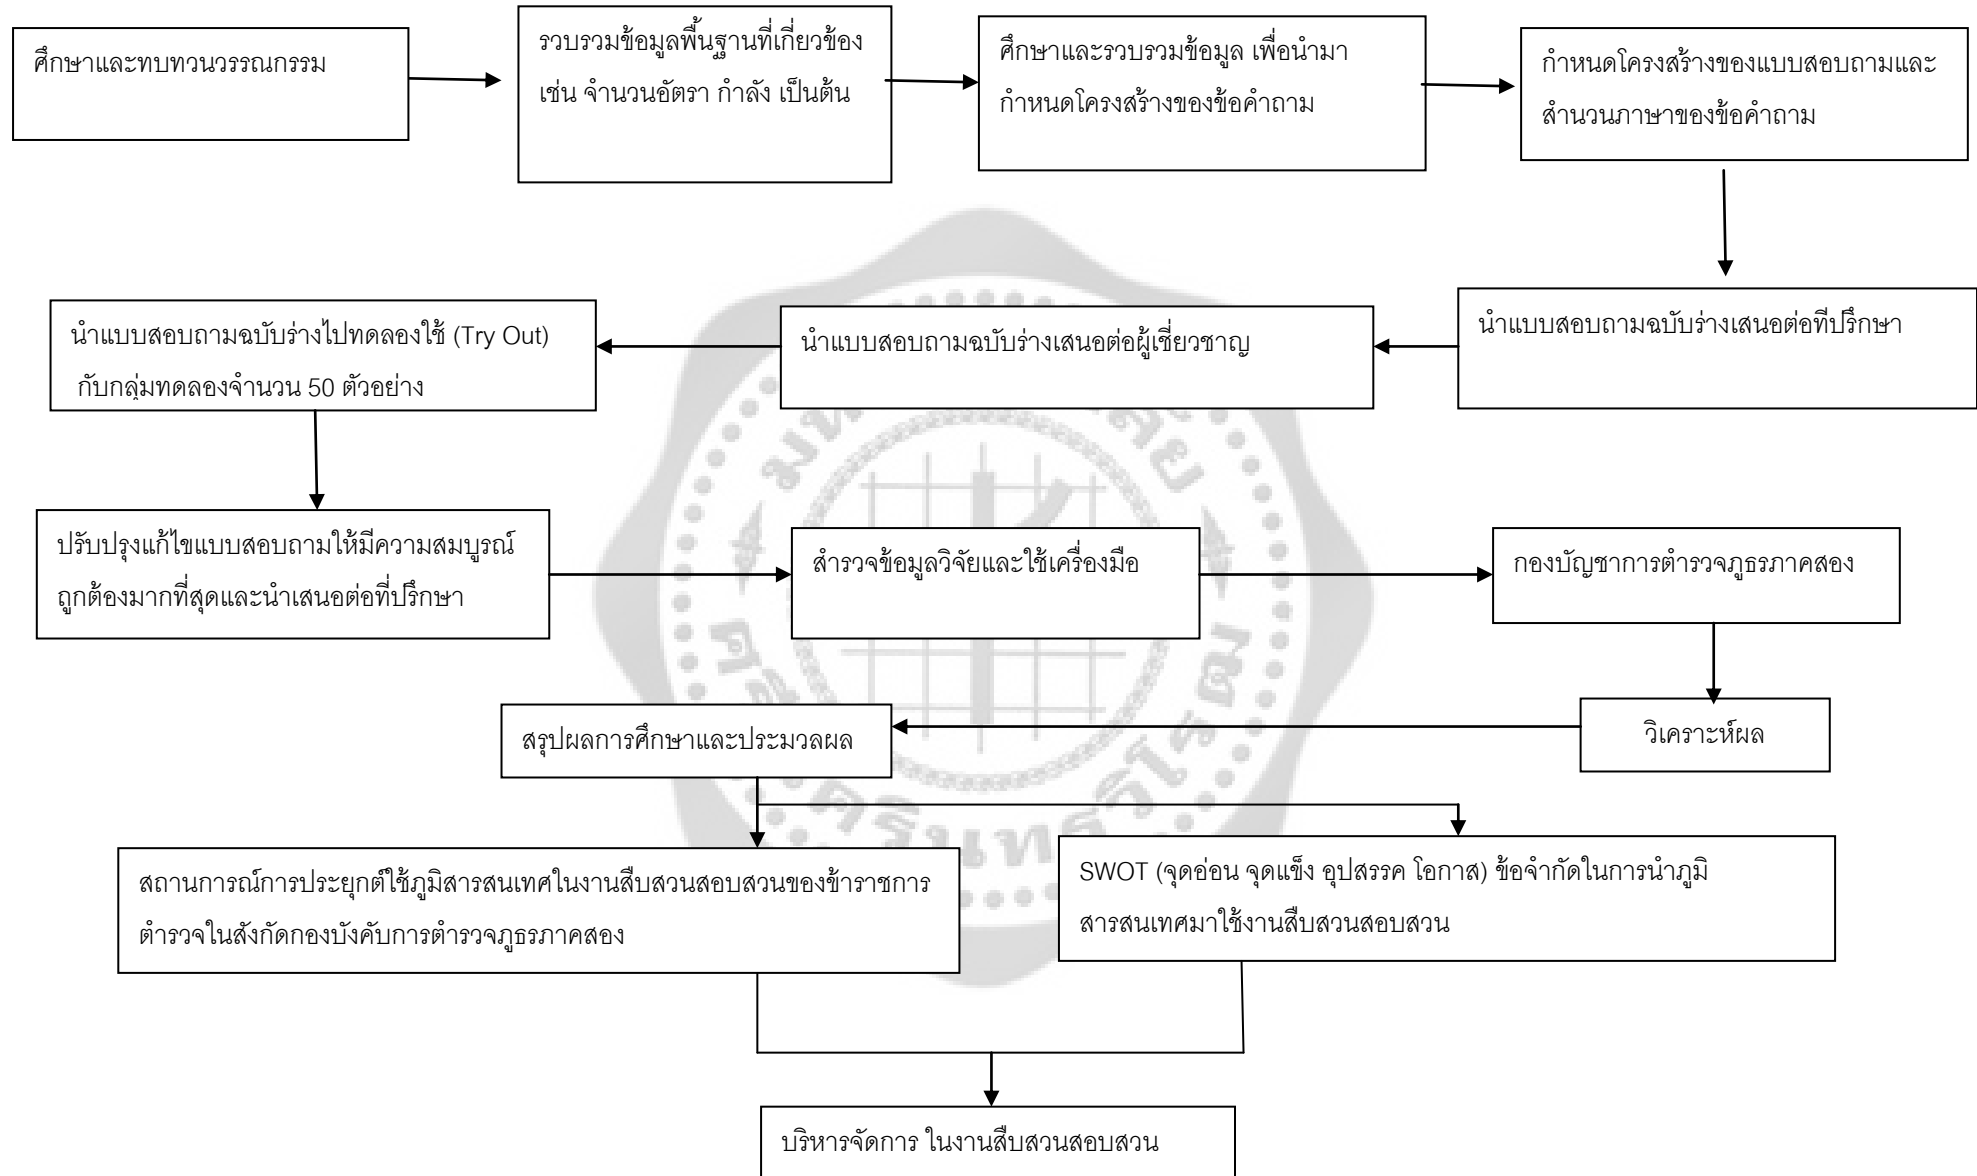 ศึกษาและทบทวนวรรณกรรม
รวบรวมข้อมูลพื้นฐานที่เกี่ยวข้อง
เช่น จำนวนอัตรา กำลัง เป็นต้น
ศึกษาและรวบรวมข้อมูล เพื่อนำมา
กำหนดโครงสร้างของข้อคำถาม
กำหนดโครงสร้างของแบบสอบถามและ
สำนวนภาษาของข้อคำถาม
นำแบบสอบถามฉบับร่างเสนอต่อที่ปรึกษา
นำแบบสอบถามฉบับร่างเสนอต่อผู้เชี่ยวชาญ
นำแบบสอบถามฉบับร่างไปทดลองใช้ (Try Out)
กับกลุ่มทดลองจำนวน 50 ตัวอย่าง
ปรับปรุงแก้ไขแบบสอบถามให้มีความสมบูรณ์
ถูกต้องมากที่สุดและนำเสนอต่อที่ปรึกษา
สำรวจข้อมูลวิจัยและใช้เครื่องมือ
กองบัญชาการตำรวจภูธรภาคสอง
วิเคราะห์ผล
สรุปผลการศึกษาและประมวลผล
สถานการณ์การประยุกต์ใช้ภูมิสารสนเทศในงานสืบสวนสอบสวนของข้าราชการ
ตำรวจในสังกัดกองบังคับการตำรวจภูธรภาคสอง
SWOT (จุดอ่อน จุดแข็ง อุปสรรค โอกาส) ข้อจำกัดในการนำภูมิ
สารสนเทศมาใช้งานสืบสวนสอบสวน
บริหารจัดการ ในงานสืบสวนสอบสวน